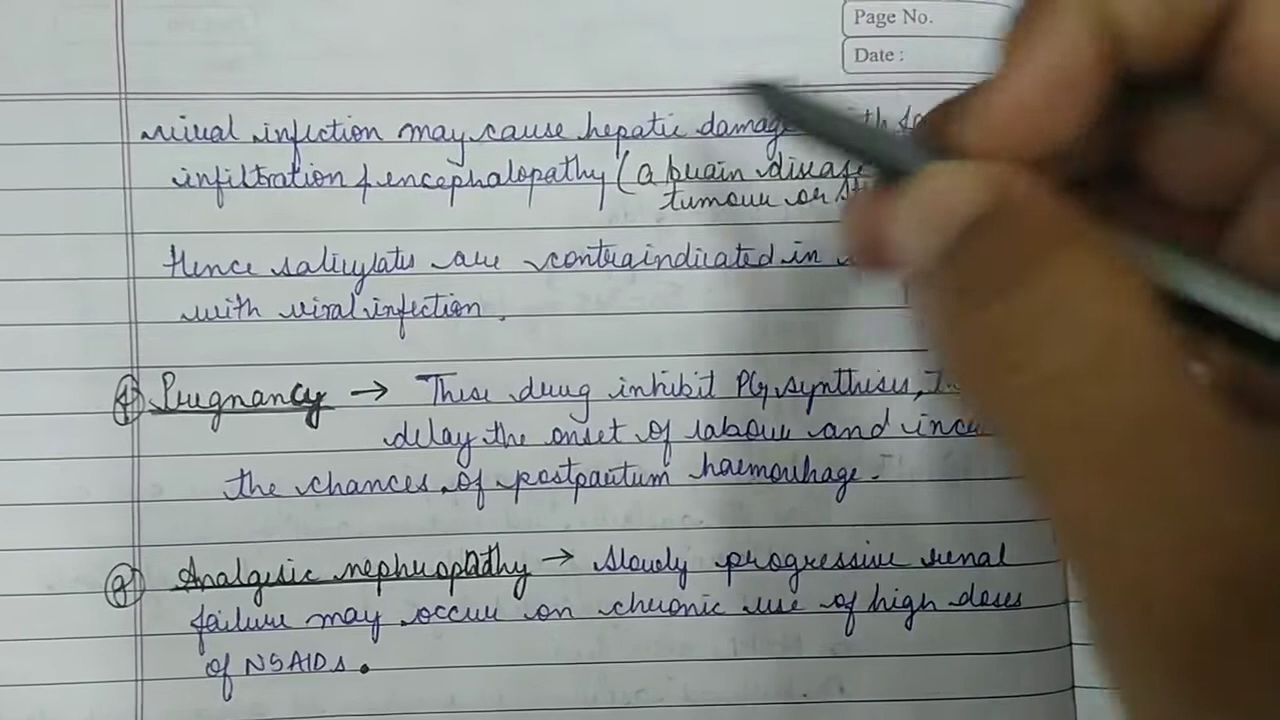 Page No.
Date :
viral infection may cause hepatic damage
infiltration & encephalopathy (a brain disease
tumour or
Hence salicylates are contraindicated in
with viral infection.
Pregnancy → These drug inhibit PG synthesis,
delay the onset of labour and
the chances of postpartum haemorrhage.
Analgesic nephropathy → Slowly progressive renal
failure may occur on chronic use of high doses
of NSAIDs.